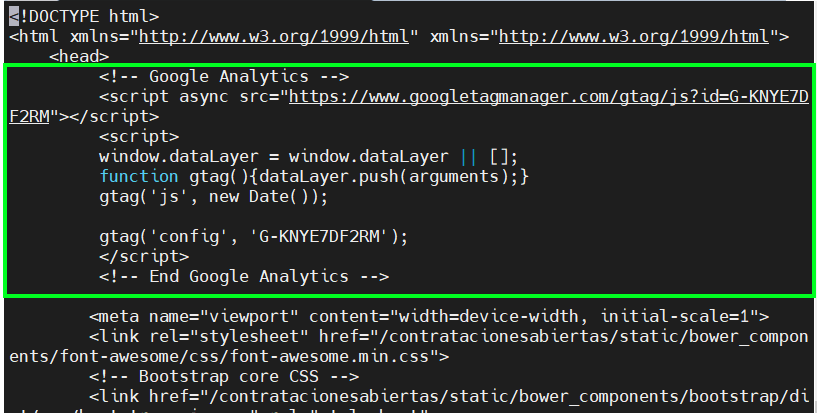 <!DOCTYPE html>
<html xmlns="http://www.w3.org/1999/html" xmlns="http://www.w3.org/1999/html">
<head>
<!-- Google Analytics -->
<script async src="https://www.googletagmanager.com/gtag/js?id=G-KNYE7D
F2RM"></script>
<script>
window.dataLayer = window.dataLayer || [];
function gtag(){dataLayer.push(arguments);}
gtag('js', new Date());
gtag('config', 'G-KNYE7DF2RM');
</script>
<!-- End Google Analytics -->
<meta name="viewport" content="width=device-width, initial-scale=1">
<link rel="stylesheet" href="/contratacionesabiertas/static/bower_compon
ents/font-awesome/css/font-awesome.min.css">
<!-- Bootstrap core CSS -->
<link href="/contratacionesabiertas/static/bower_components/bootstrap/di